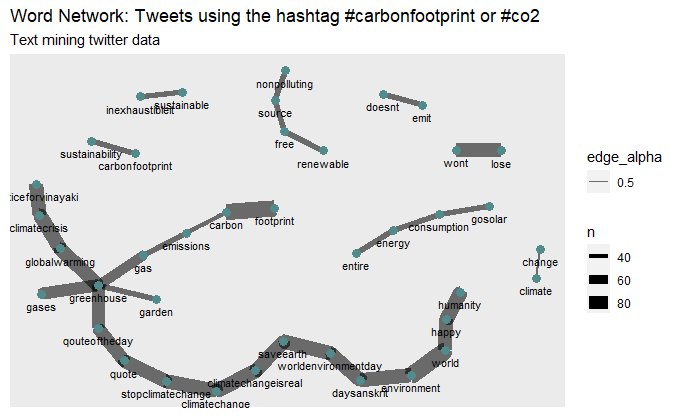 Word Network: Tweets using the hashtag #carbonfootprint or #co2
Text mining twitter data
nonpolluting
inexhaustibleit
sustainable
source
doesnt
emit
free
renewable
sustainability
carbonfootprint
wont
lose
edge_alpha
0.5
n
40
60
80
ticeforvinayaki
climatecrisis
carbon
footprint
emissions
gas
globalwarming
greenhouse
gases
garden
gosolar
consumption
energy
entire
change
climate
humanity
happy
world
qouteoftheday
quote
stopclimatechange
climatechange
climatechangeisreal
saveearth
worldenvironmentday
daysanskrit
environment